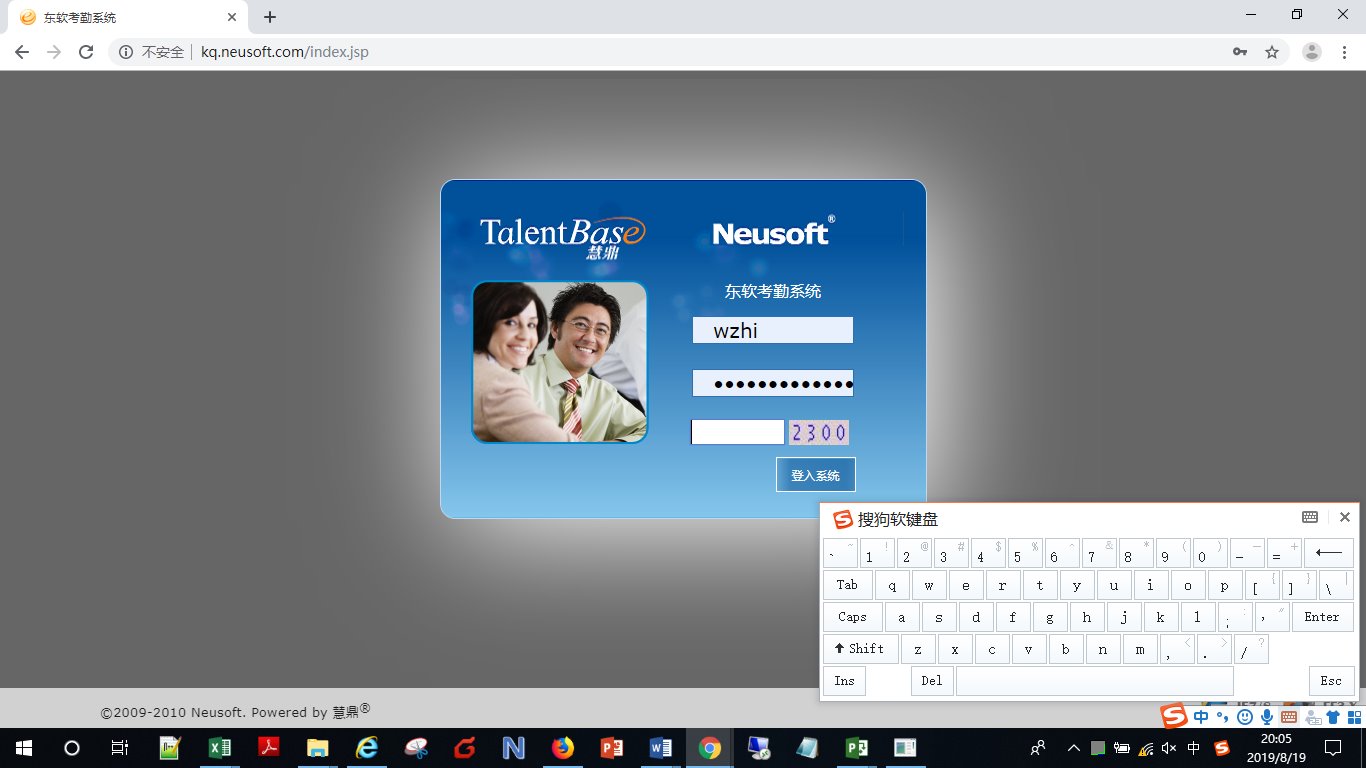 东软考勤系统
不安全 kq.neusoft.com/index.jsp
TalentBase
慧鼎
Neusoft®
东软考勤系统
wzhi
●●●●●●●●●●●●●
2300
登入系统
搜狗软键盘
` ~ 1 ! 2 @ 3 # 4 $ 5 % 6 ^ 7 & 8 * 9 ( 0 ) - _ = + ←
Tab q w e r t y u i o p [ { ] } \ |
Caps a s d f g h j k l ; : ' " Enter
Shift z x c v b n m , < . > / ?
Ins Del Esc
©2009-2010 Neusoft. Powered by 慧鼎®
中
中
20:05
2019/8/19